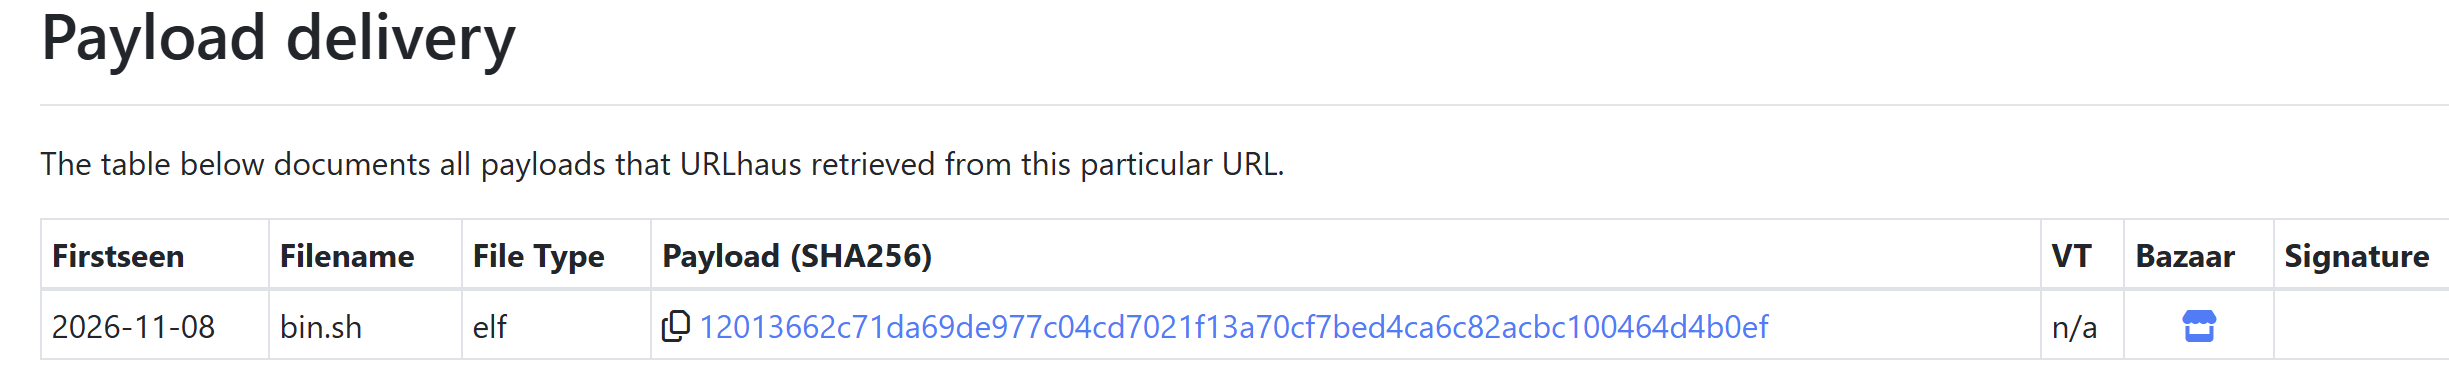 Payload delivery
The table below documents all payloads that URLhaus retrieved from this particular URL.
Firstseen Filename File Type Payload (SHA256) VT Bazaar Signature
2026-11-08 bin.sh elf 12013662c71da69de977c04cd7021f13a70cf7bed4ca6c82acbc100464d4b0ef n/a